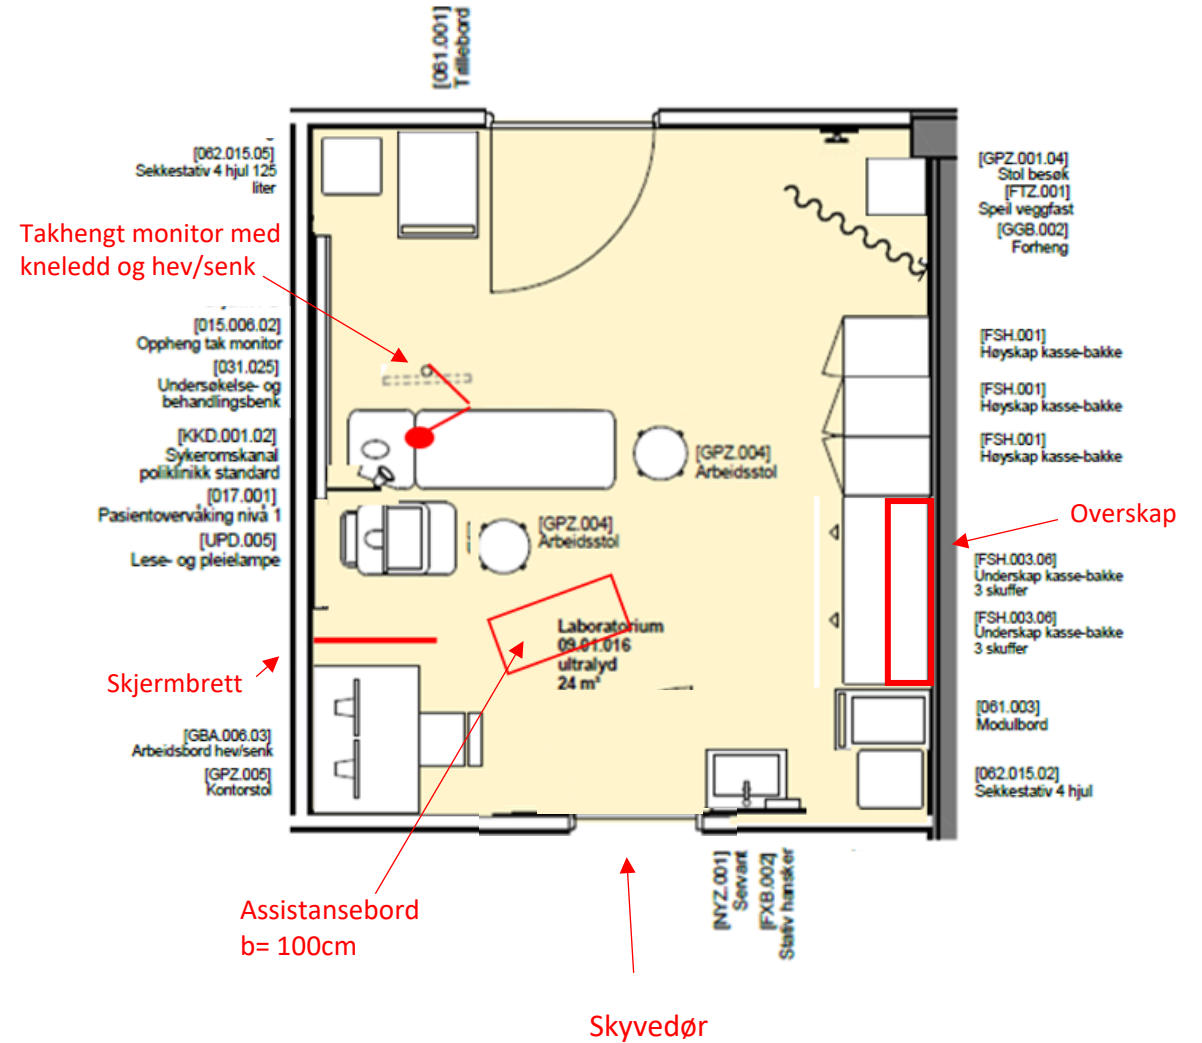 [061.001]
Trillebord
[062.015.05]
Sekkestativ 4 hjul 125
liter
Takhengt monitor med
kneledd og hev/senk
[015.006.02]
Oppheng tak monitor
[031.025]
Undersøkelse- og
behandlingsbenk
[KKD.001.02]
Sykeromskanal
poliklinikk standard
[017.001]
Pasientovervåking nivå 1
[UPD.005]
Lese- og pleielampe
Skjermbrett
[GBA.006.03]
Arbeidsbord hev/senk
[GPZ.005]
Kontorstol
[GPZ.004]
Arbeidsstol
[GPZ.004]
Arbeidsstol
Laboratorium
09.01.016
ultralyd
24 m²
[GPZ.001.04]
Stol besøk
[FTZ.001]
Speil veggfast
[GGB.002]
Forheng
[FSH.001]
Høyskap kasse-bakke
[FSH.001]
Høyskap kasse-bakke
[FSH.001]
Høyskap kasse-bakke
Overskap
[FSH.003.06]
Underskap kasse-bakke
3 skuffer
[FSH.003.06]
Underskap kasse-bakke
3 skuffer
[061.003]
Modulbord
[062.015.02]
Sekkestativ 4 hjul
Assistansebord
b= 100cm
[NYZ.001]
Servant
[FXB.002]
Stativ hansker
Skyvedør